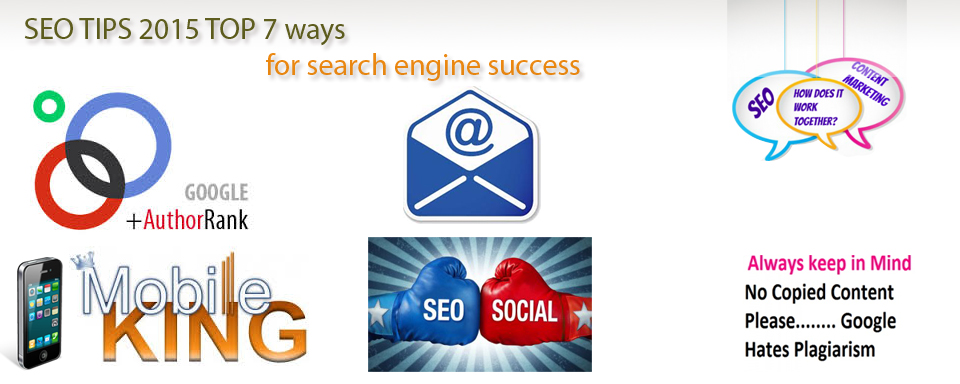 SEO TIPS 2015 TOP 7 ways
for search engine success
SEO
HOW DOES IT
WORK
TOGETHER?
CONTENT
MARKETING
GOOGLE
+AuthorRank
@
Mobile
KING
SEO
SOCIAL
Always keep in Mind
No Copied Content
Please........ Google
Hates Plagiarism